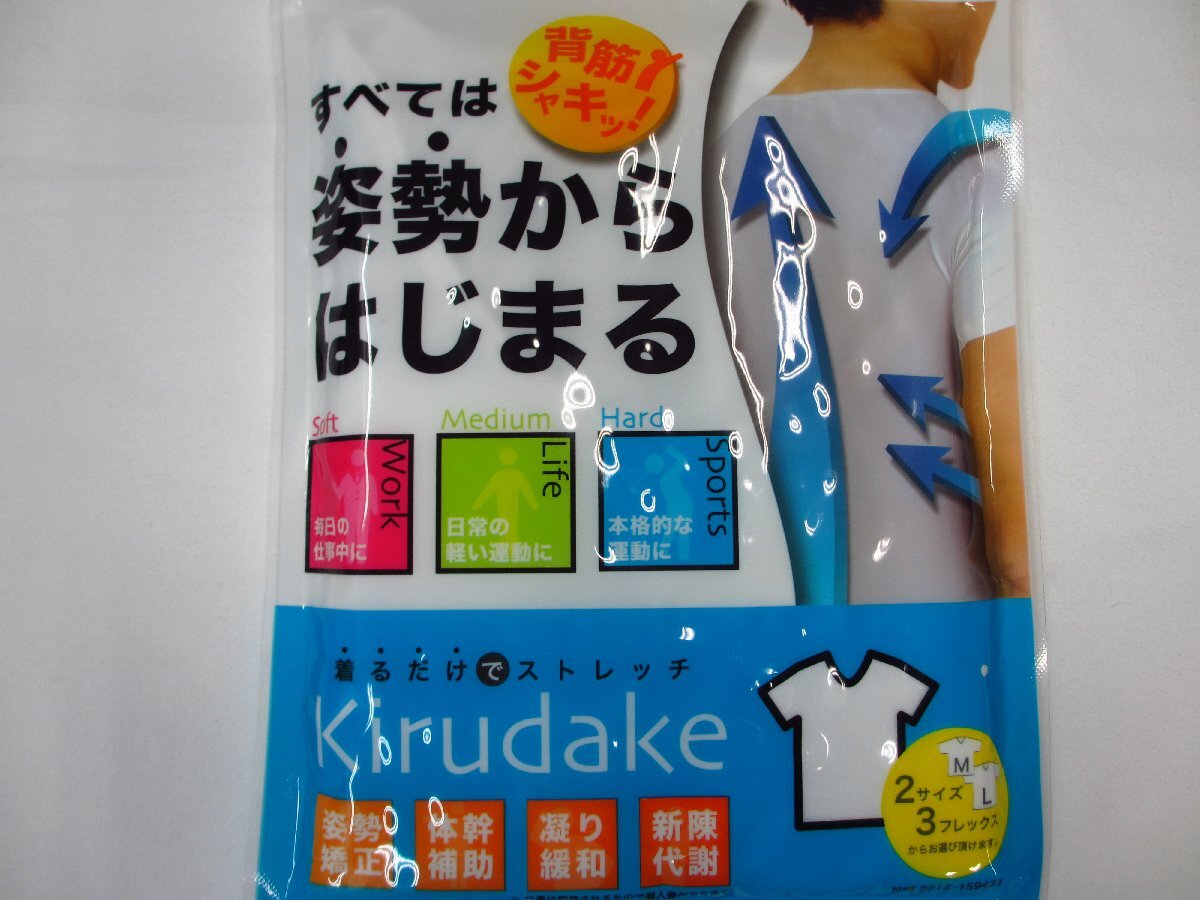 背筋
シャキッ!
すべては
姿勢から
はじまる
Soft
Work
毎日の
仕事中に
Medium
Life
日常の
軽い運動に
Hard
Sports
本格的な
運動に
着るだけでストレッチ
Kirudake
姿勢
矯正
体幹
補助
凝り
緩和
新陳
代謝
M
L
2サイズ
3フレックス
からお選び頂けます。